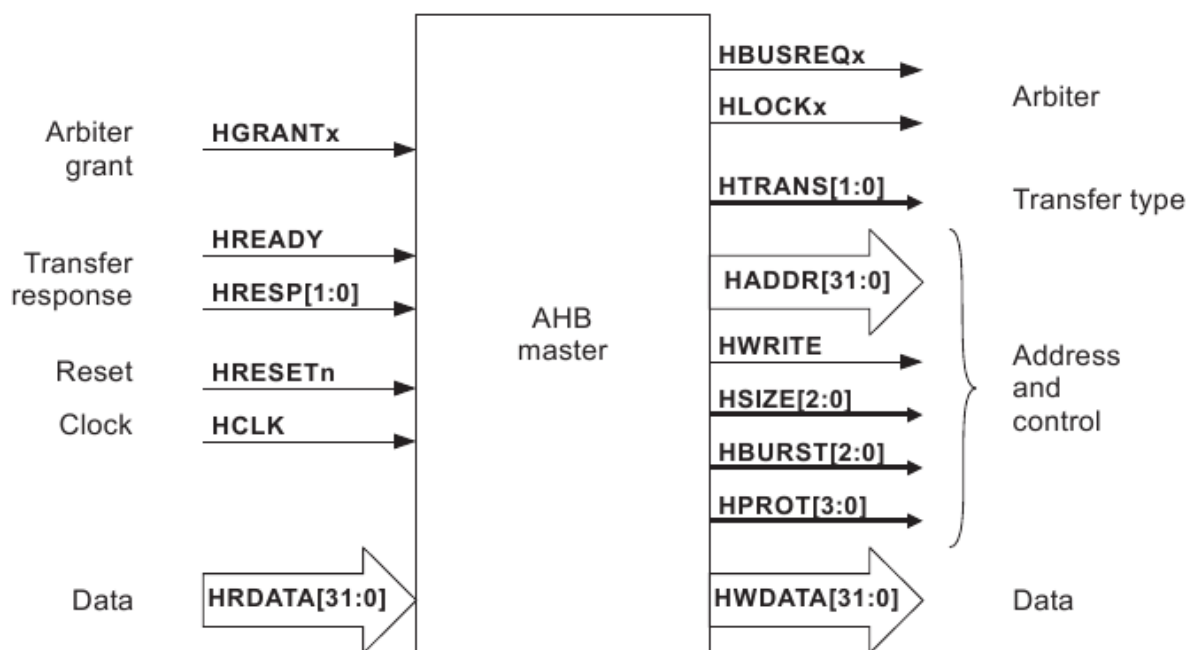 Arbiter
grant
HGRANTx
Transfer
response
HREADY
HRESP[1:0]
Reset
HRESETn
Clock
HCLK
Data
HRDATA[31:0]
AHB
master
HBUSREQx
HLOCKx
Arbiter
HTRANS[1:0]
Transfer type
HADDR[31:0]
HWRITE
HSIZE[2:0]
HBURST[2:0]
HPROT[3:0]
Address
and
control
HWDATA[31:0]
Data